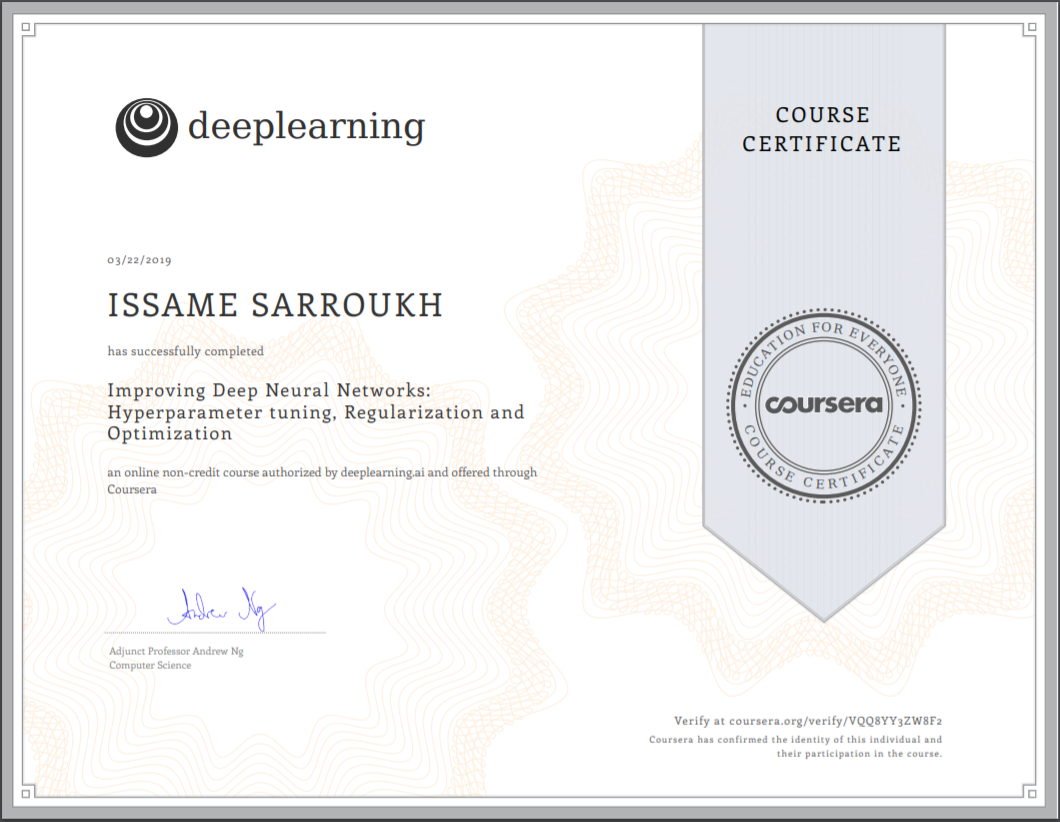 deeplearning
COURSE
CERTIFICATE
03/22/2019
ISSAME SARROUKH
has successfully completed
Improving Deep Neural Networks:
Hyperparameter tuning, Regularization and
Optimization
an online non-credit course authorized by deeplearning.ai and offered through
Coursera
EDUCATION FOR EVERYONE
coursera
COURSE CERTIFICATE
Andrew Ng
Adjunct Professor Andrew Ng
Computer Science
Verify at coursera.org/verify/VQQ8YY3ZW8F2
Coursera has confirmed the identity of this individual and
their participation in the course.